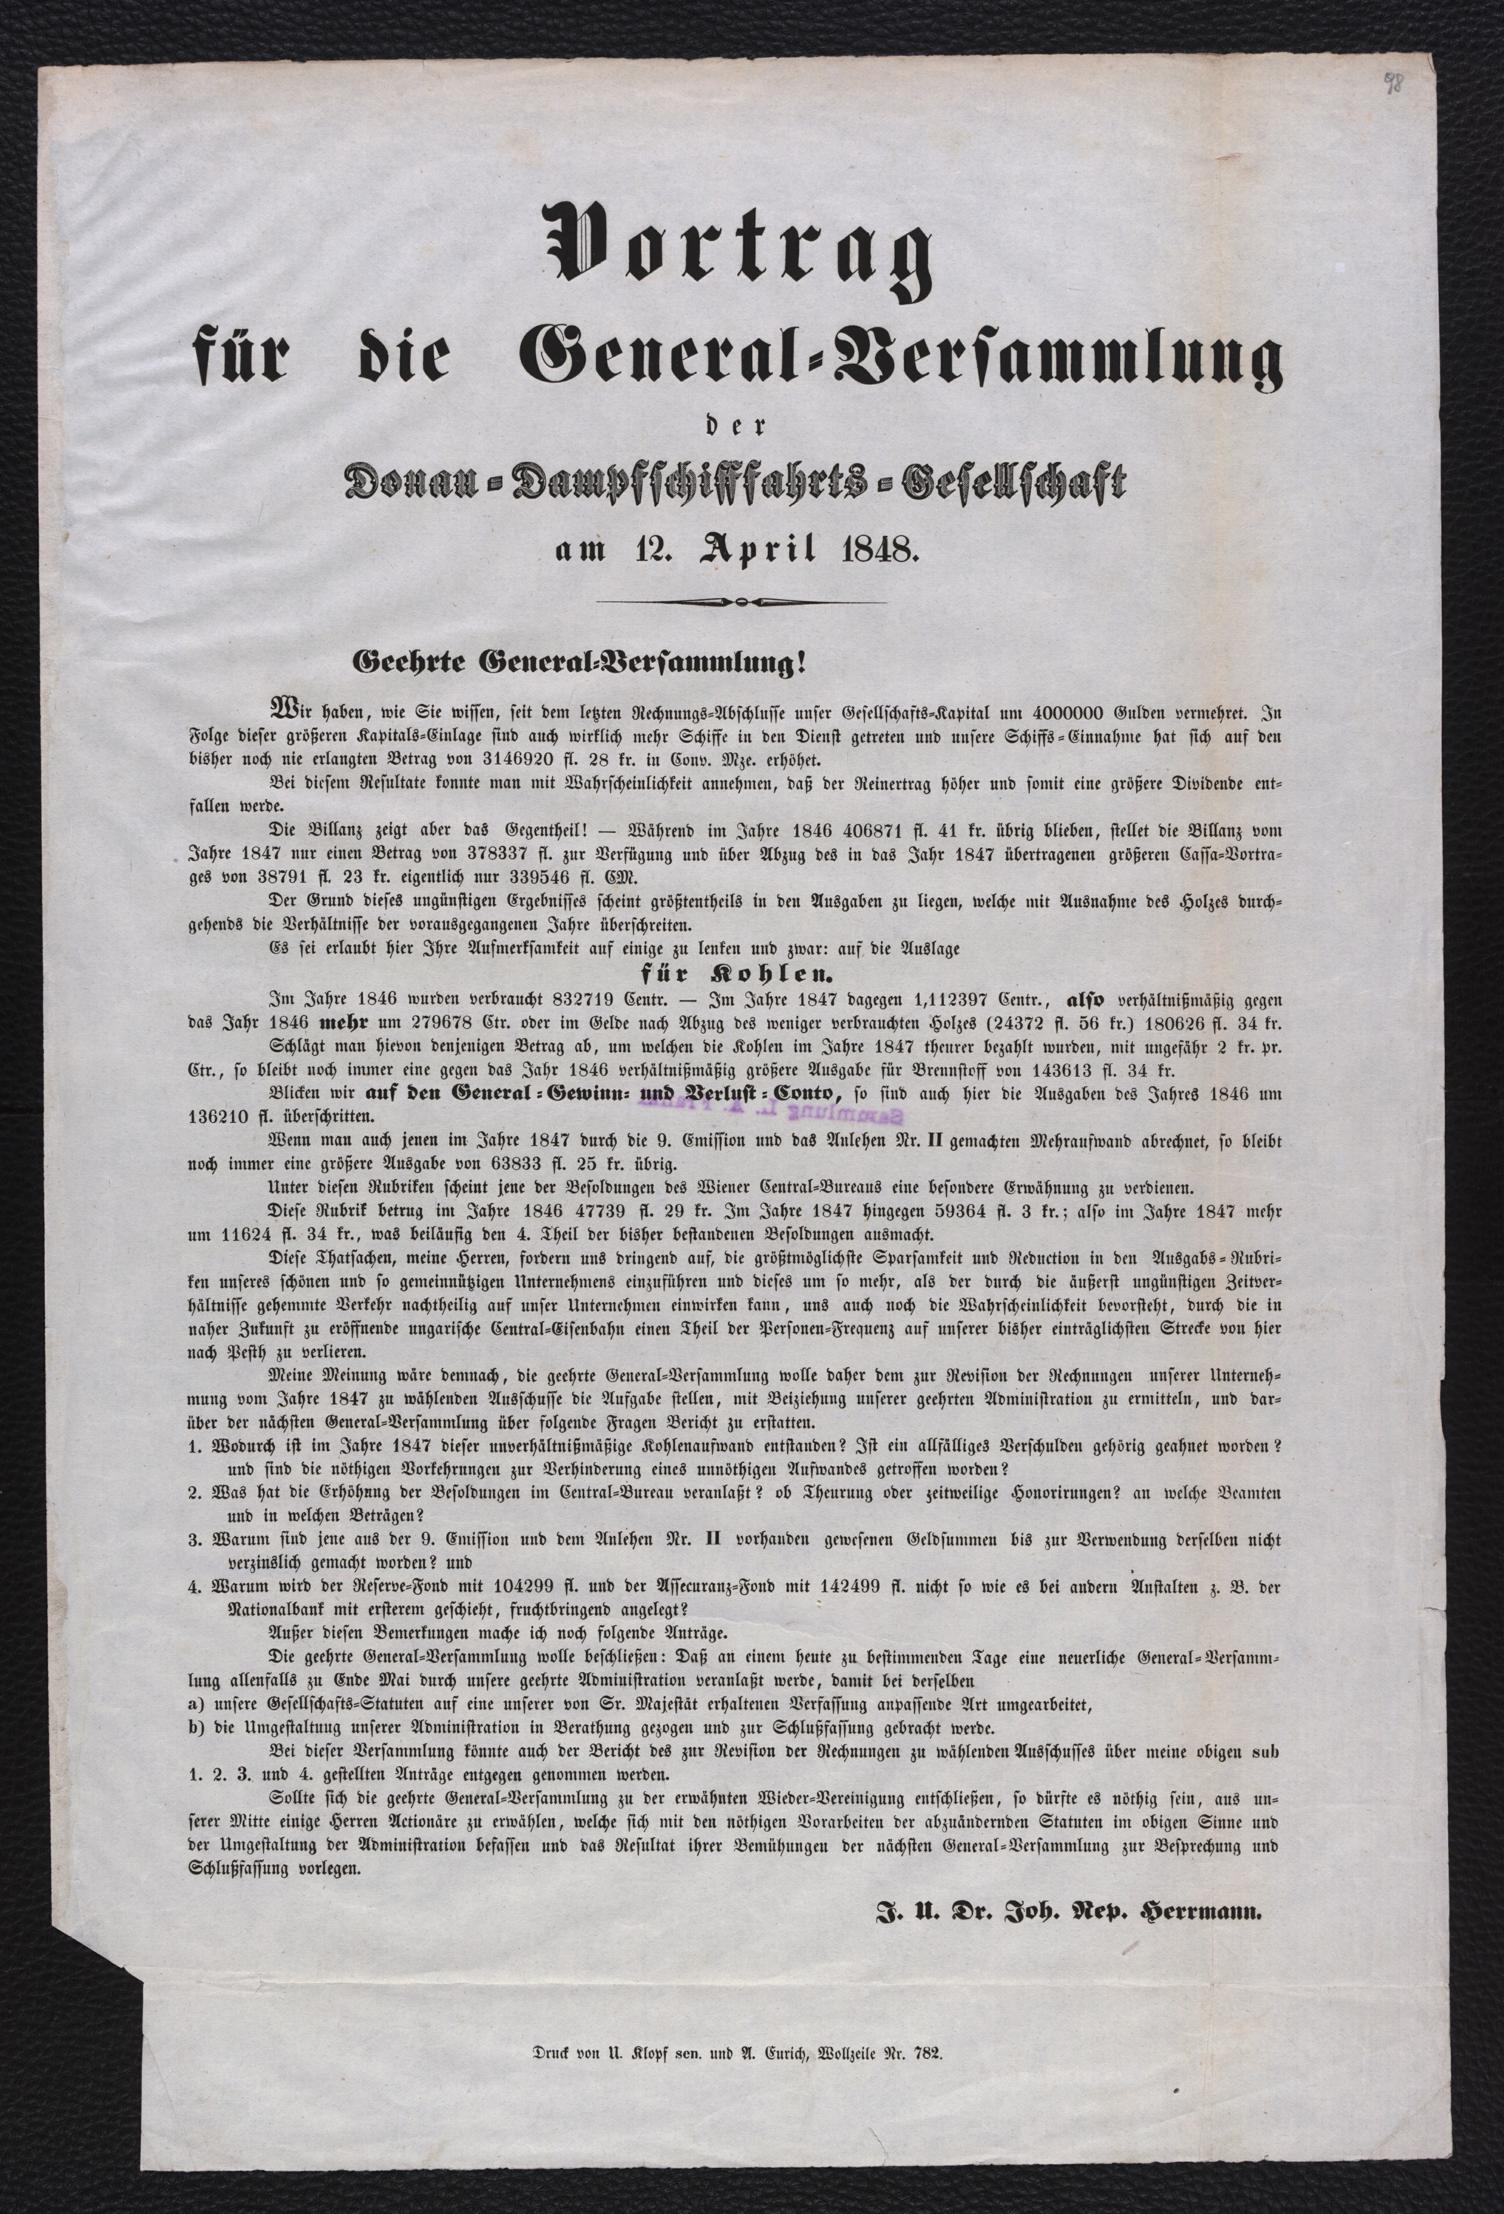 98
Vortrag
für die General-Versammlung
der
Donau-Dampfschifffahrts-Gesellschaft
am 12. April 1848.
Geehrte General-Versammlung!
Wir haben, wie Sie wissen, seit dem letzten Rechnungs-Abschlusse unser Gesellschafts-Kapital um 4000000 Gulden vermehret. In
Folge dieser größeren Kapitals-Einlage sind auch wirklich mehr Schiffe in den Dienst getreten und unsere Schiffs-Einnahme hat sich auf den
bisher noch nie erlangten Betrag von 3146920 fl. 28 kr. in Conv. Mze. erhöhet.
Bei diesem Resultate konnte man mit Wahrscheinlichkeit annehmen, daß der Reinertrag höher und somit eine größere Dividende ent-
fallen werde.
Die Billanz zeigt aber das Gegentheil! — Während im Jahre 1846 406871 fl. 41 kr. übrig blieben, stellet die Billanz vom
Jahre 1847 nur einen Betrag von 378337 fl. zur Verfügung und über Abzug des in das Jahr 1847 übertragenen größeren Cassa-Vortra-
ges von 38791 fl. 23 kr. eigentlich nur 339546 fl. CM.
Der Grund dieses ungünstigen Ergebnisses scheint größtentheils in den Ausgaben zu liegen, welche mit Ausnahme des Holzes durch-
gehends die Verhältnisse der vorausgegangenen Jahre überschreiten.
Es sei erlaubt hier Ihre Aufmerksamkeit auf einige zu lenken und zwar: auf die Auslage
für Kohlen.
Im Jahre 1846 wurden verbraucht 832719 Centr. — Im Jahre 1847 dagegen 1,112397 Centr., also verhältnißmäßig gegen
das Jahr 1846 mehr um 279678 Ctr. oder im Gelde nach Abzug des weniger verbrauchten Holzes (24372 fl. 56 kr.) 180626 fl. 34 kr.
Schlägt man hievon denjenigen Betrag ab, um welchen die Kohlen im Jahre 1847 theurer bezahlt wurden, mit ungefähr 2 kr. pr.
Ctr., so bleibt noch immer eine gegen das Jahr 1846 verhältnißmäßig größere Ausgabe für Brennstoff von 143613 fl. 34 kr.
Blicken wir auf den General-Gewinn- und Verlust-Conto, so sind auch hier die Ausgaben des Jahres 1846 um
136210 fl. überschritten.
Wenn man auch jenen im Jahre 1847 durch die 9. Emission und das Anlehen Nr. II gemachten Mehraufwand abrechnet, so bleibt
noch immer eine größere Ausgabe von 63833 fl. 25 kr. übrig.
Unter diesen Rubriken scheint jene der Besoldungen des Wiener Central-Bureaus eine besondere Erwähnung zu verdienen.
Diese Rubrik betrug im Jahre 1846 47739 fl. 29 kr. Im Jahre 1847 hingegen 59364 fl. 3 kr.; also im Jahre 1847 mehr
um 11624 fl. 34 kr., was beiläufig den 4. Theil der bisher bestandenen Besoldungen ausmacht.
Diese Thatsachen, meine Herren, fordern uns dringend auf, die größtmöglichste Sparsamkeit und Reduction in den Ausgabs-Rubri-
ken unseres schönen und so gemeinnützigen Unternehmens einzuführen und dieses um so mehr, als der durch die äußerst ungünstigen Zeitver-
hältnisse gehemmte Verkehr nachtheilig auf unser Unternehmen einwirken kann, uns auch noch die Wahrscheinlichkeit bevorsteht, durch die in
naher Zukunft zu eröffnende ungarische Central-Eisenbahn einen Theil der Personen-Frequenz auf unserer bisher einträglichsten Strecke von hier
nach Pesth zu verlieren.
Meine Meinung wäre demnach, die geehrte General-Versammlung wolle daher dem zur Revision der Rechnungen unserer Unterneh-
mung vom Jahre 1847 zu wählenden Ausschusse die Aufgabe stellen, mit Beiziehung unserer geehrten Administration zu ermitteln, und dar-
über der nächsten General-Versammlung über folgende Fragen Bericht zu erstatten.
1. Wodurch ist im Jahre 1847 dieser unverhältnißmäßige Kohlenaufwand entstanden? Ist ein allfälliges Verschulden gehörig geahnet worden?
und sind die nöthigen Vorkehrungen zur Verhinderung eines unnöthigen Aufwandes getroffen worden?
2. Was hat die Erhöhung der Besoldungen im Central-Bureau veranlaßt? ob Theurung oder zeitweilige Honorirungen? an welche Beamten
und in welchen Beträgen?
3. Warum sind jene aus der 9. Emission und dem Anlehen Nr. II vorhanden gewesenen Geldsummen bis zur Verwendung derselben nicht
verzinslich gemacht worden? und
4. Warum wird der Reserve-Fond mit 104299 fl. und der Assecuranz-Fond mit 142499 fl. nicht so wie es bei andern Anstalten z. B. der
Nationalbank mit ersterem geschieht, fruchtbringend angelegt?
Außer diesen Bemerkungen mache ich noch folgende Anträge.
Die geehrte General-Versammlung wolle beschließen: Daß an einem heute zu bestimmenden Tage eine neuerliche General-Versamm-
lung allenfalls zu Ende Mai durch unsere geehrte Administration veranlaßt werde, damit bei derselben
a) unsere Gesellschafts-Statuten auf eine unserer von Sr. Majestät erhaltenen Verfassung anpassende Art umgearbeitet,
b) die Umgestaltung unserer Administration in Berathung gezogen und zur Schlußfassung gebracht werde.
Bei dieser Versammlung könnte auch der Bericht des zur Revision der Rechnungen zu wählenden Ausschusses über meine obigen sub
1. 2. 3. und 4. gestellten Anträge entgegen genommen werden.
Sollte sich die geehrte General-Versammlung zu der erwähnten Wieder-Vereinigung entschließen, so dürfte es nöthig sein, aus un-
serer Mitte einige Herren Actionäre zu erwählen, welche sich mit den nöthigen Vorarbeiten der abzuändernden Statuten im obigen Sinne und
der Umgestaltung der Administration befassen und das Resultat ihrer Bemühungen der nächsten General-Versammlung zur Besprechung und
Schlußfassung vorlegen.
J. U. Dr. Joh. Nep. Herrmann.
Druck von U. Klopf sen. und A. Eurich, Wollzeile Nr. 782.